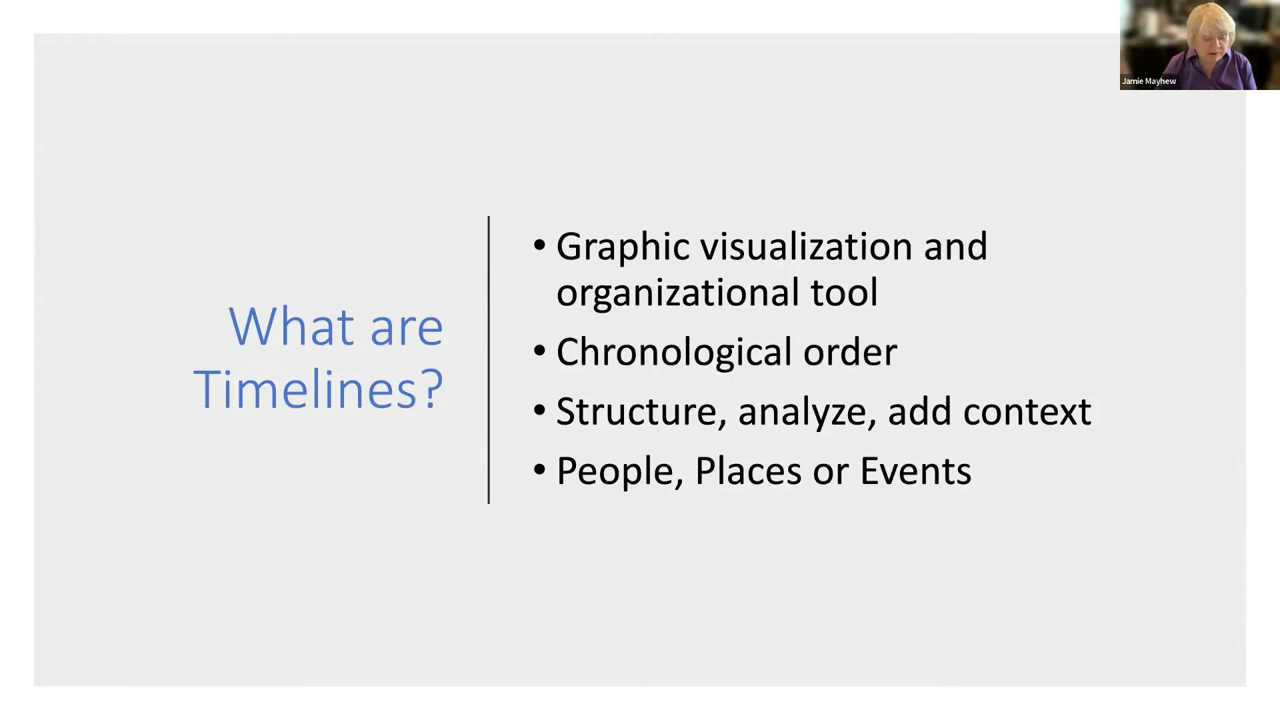 Jamie Mayhew
What are
Timelines?
• Graphic visualization and
organizational tool
• Chronological order
• Structure, analyze, add context
• People, Places or Events